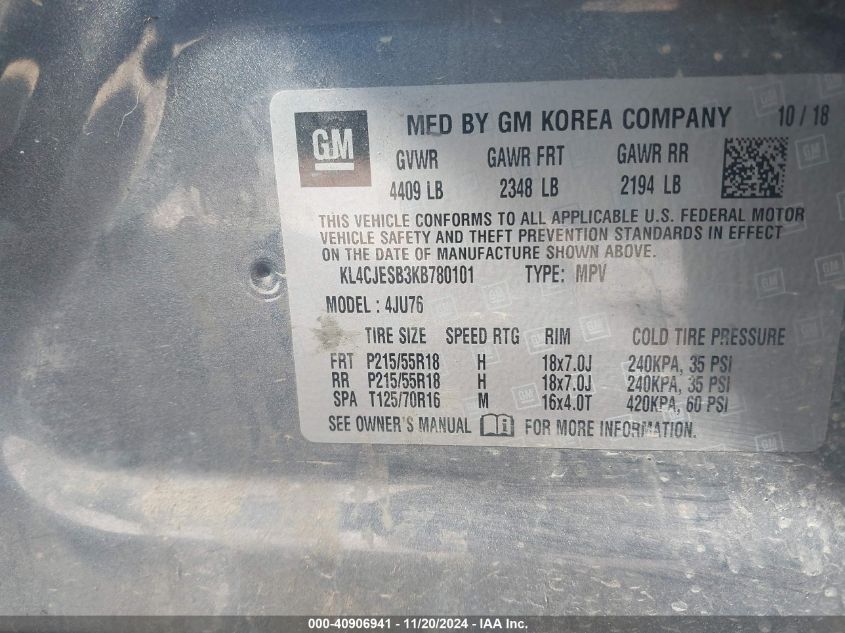 GM
MFD BY GM KOREA COMPANY 10 / 18
GVWR GAWR FRT GAWR RR
4409 LB 2348 LB 2194 LB
THIS VEHICLE CONFORMS TO ALL APPLICABLE U.S. FEDERAL MOTOR
VEHICLE SAFETY AND THEFT PREVENTION STANDARDS IN EFFECT
ON THE DATE OF MANUFACTURE SHOWN ABOVE.
KL4CJESB3KB780101 TYPE: MPV
MODEL : 4JU76
TIRE SIZE SPEED RTG RIM COLD TIRE PRESSURE
FRT P215/55R18 H 18x7.0J 240KPA, 35 PSI
RR P215/55R18 H 18x7.0J 240KPA, 35 PSI
SPA T125/70R16 M 16x4.0T 420KPA, 60 PSI
SEE OWNER'S MANUAL FOR MORE INFORMATION.
000-40906941 - 11/20/2024 - IAA Inc.